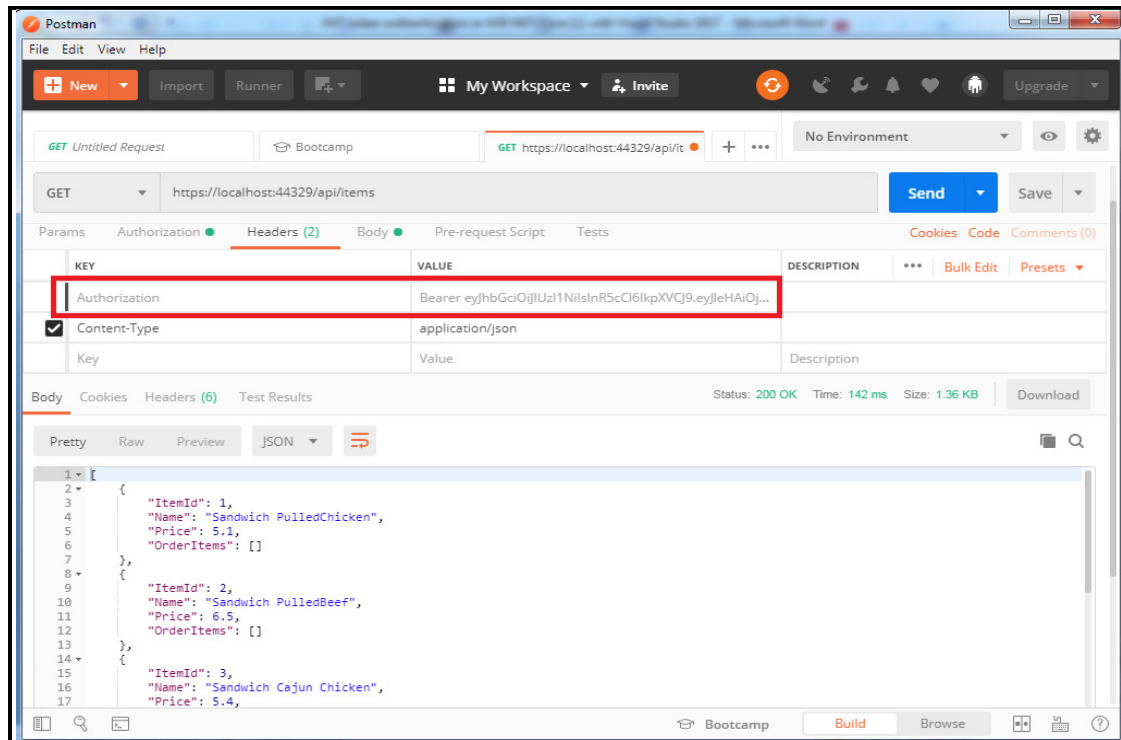 Postman
File Edit View Help
New Import Runner My Workspace Invite Upgrade
GET Untitled Request Bootcamp GET https://localhost:44329/api/it No Environment
GET https://localhost:44329/api/items Send Save
Params Authorization Headers (2) Body Pre-request Script Tests Cookies Code Comments (0)
KEY VALUE DESCRIPTION Bulk Edit Presets
Authorization Bearer
Content-Type application/json
Key Value Description
Body Cookies Headers (6) Test Results Status: 200 OK Time: 142 ms Size: 1.36 KB Download
Pretty Raw Preview JSON
1 [
2 {
3 "ItemId": 1,
4 "Name": "Sandwich PulledChicken",
5 "Price": 5.1,
6 "OrderItems": []
7 },
8 {
9 "ItemId": 2,
10 "Name": "Sandwich PulledBeef",
11 "Price": 6.5,
12 "OrderItems": []
13 },
14 {
15 "ItemId": 3,
16 "Name": "Sandwich Cajun Chicken",
17 "Price": 5.4,
Bootcamp Build Browse